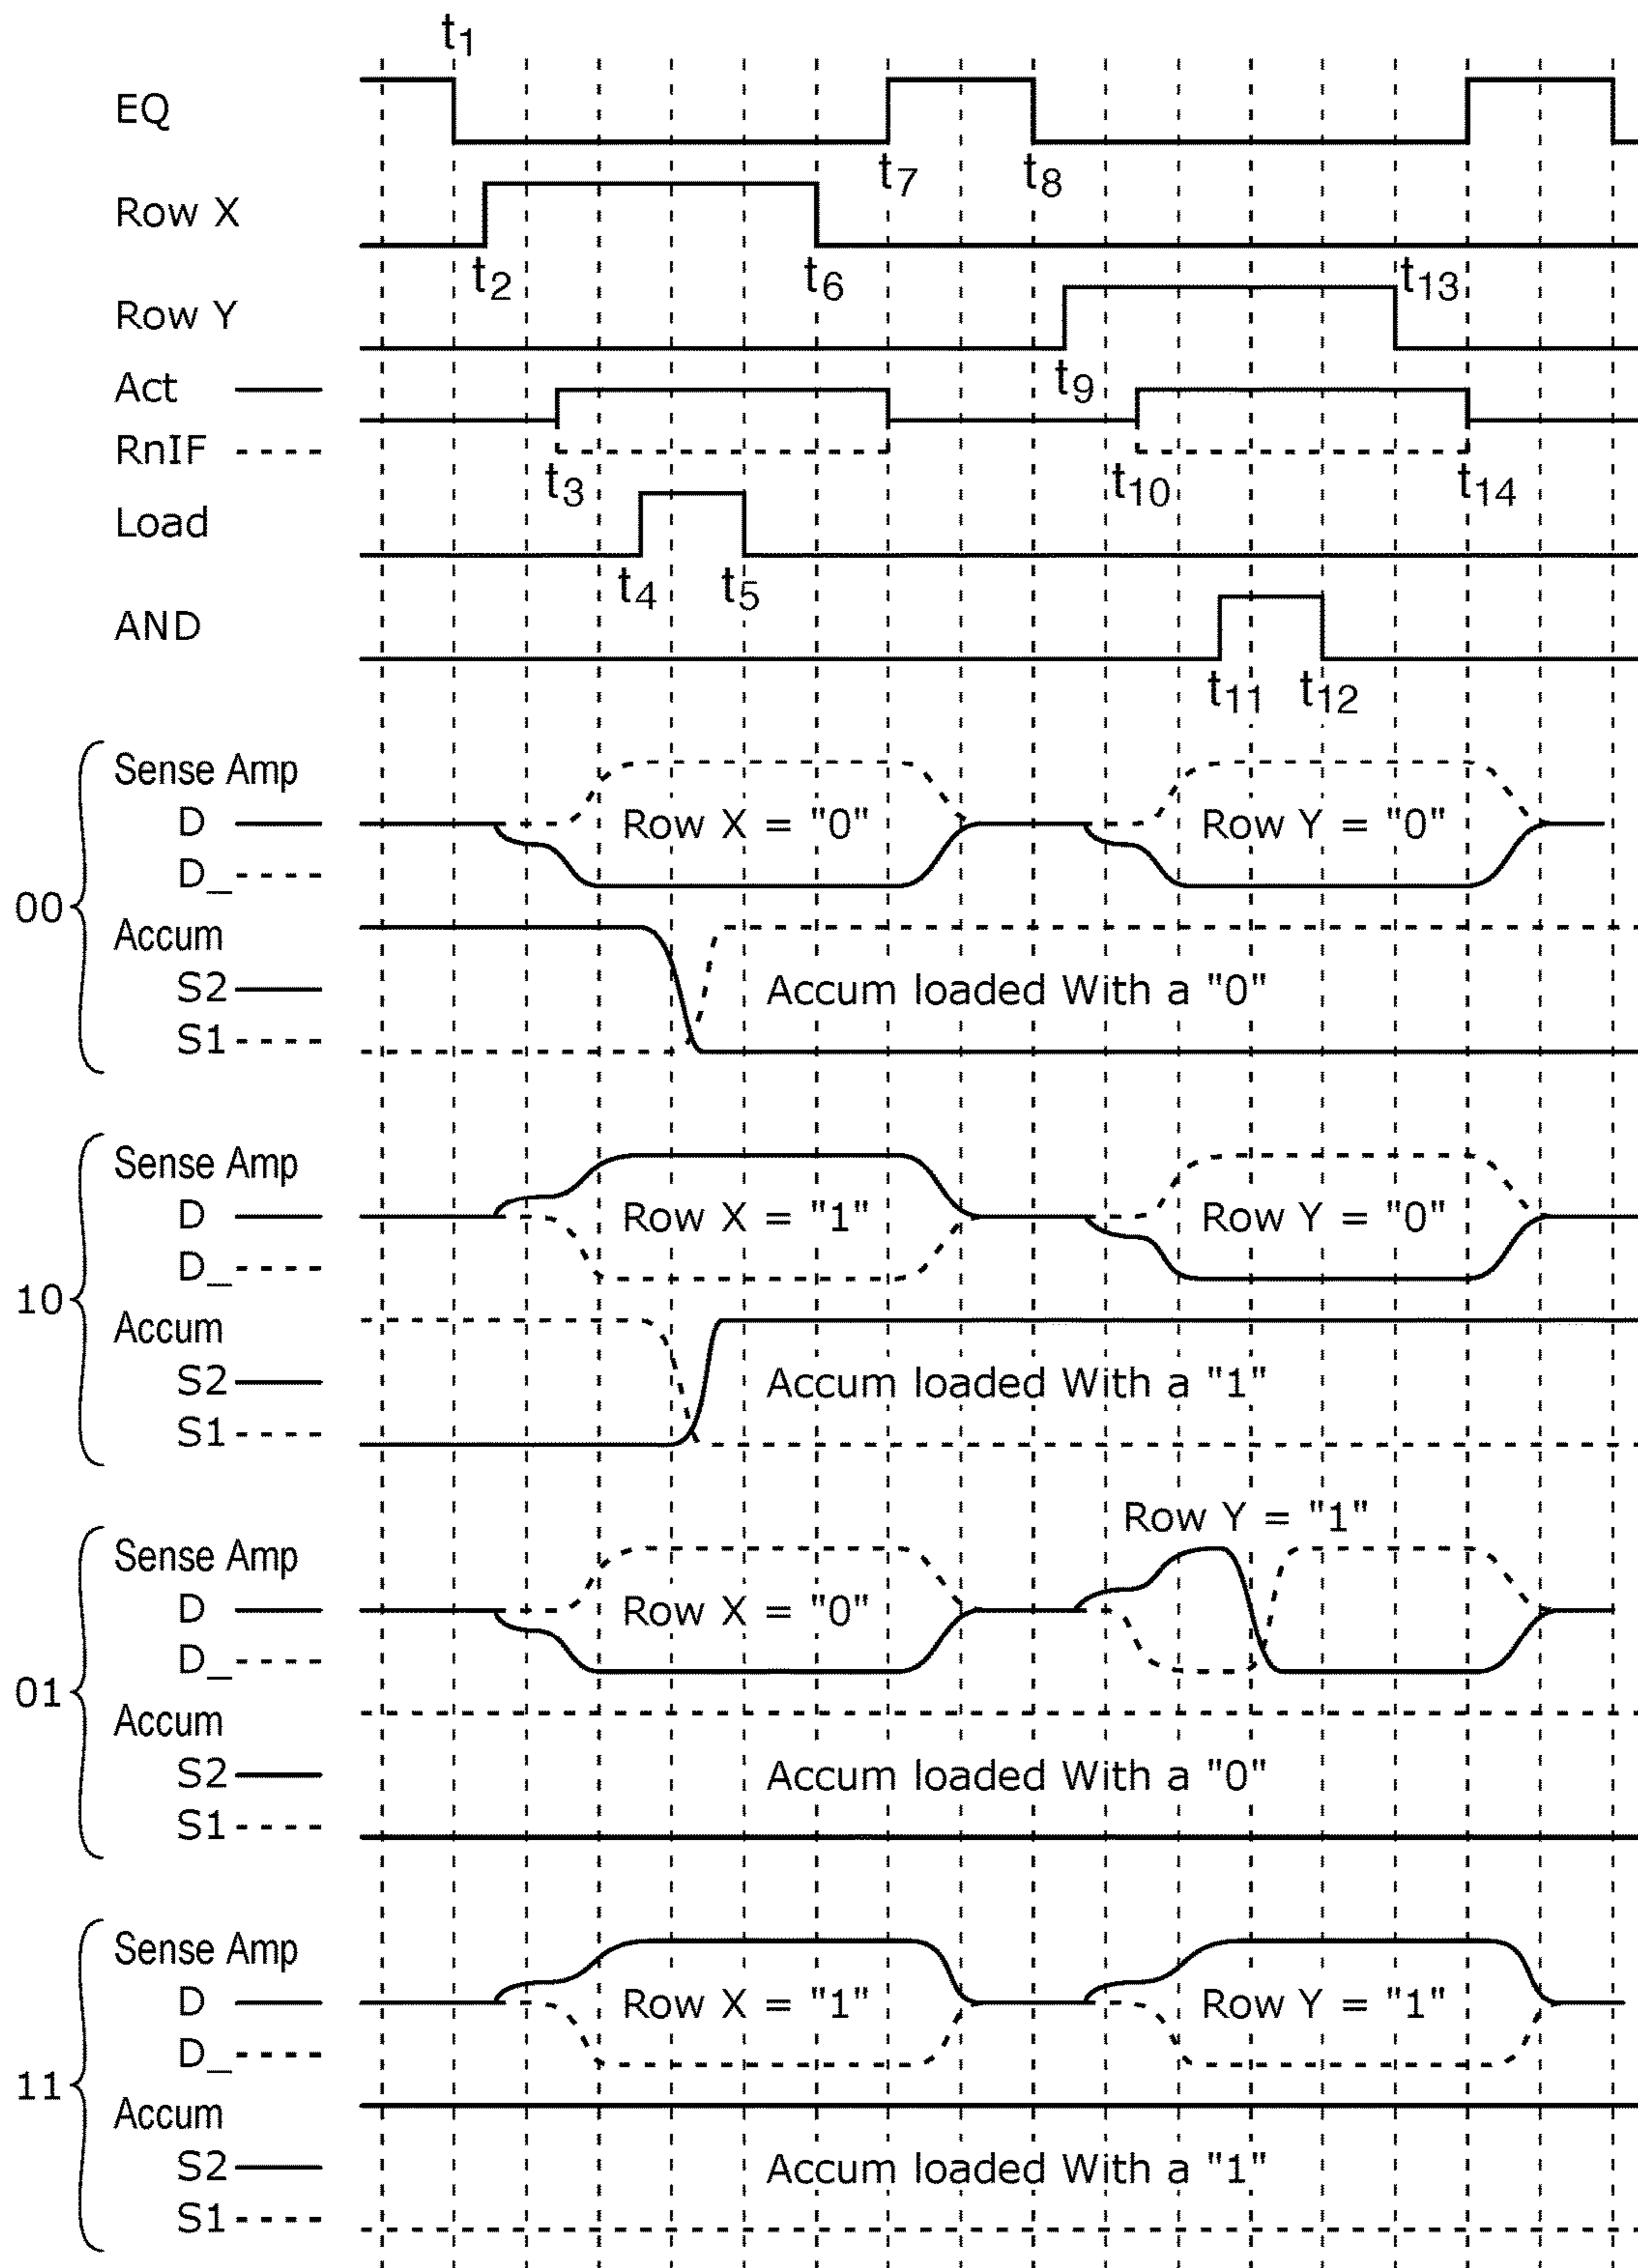 t1
EQ
t7 t8
Row X
t2 t6 t13
Row Y
t9
Act
RnIF
t3 t10 t14
Load
t4 t5
AND
t11 t12
00
Sense Amp
D Row X = "0" Row Y = "0"
D_
Accum
S2 Accum loaded With a "0"
S1
10
Sense Amp
D Row X = "1" Row Y = "0"
D_
Accum
S2 Accum loaded With a "1"
S1
01
Row Y = "1"
Sense Amp
D Row X = "0"
D_
Accum
S2 Accum loaded With a "0"
S1
11
Sense Amp
D Row X = "1" Row Y = "1"
D_
Accum
S2 Accum loaded With a "1"
S1